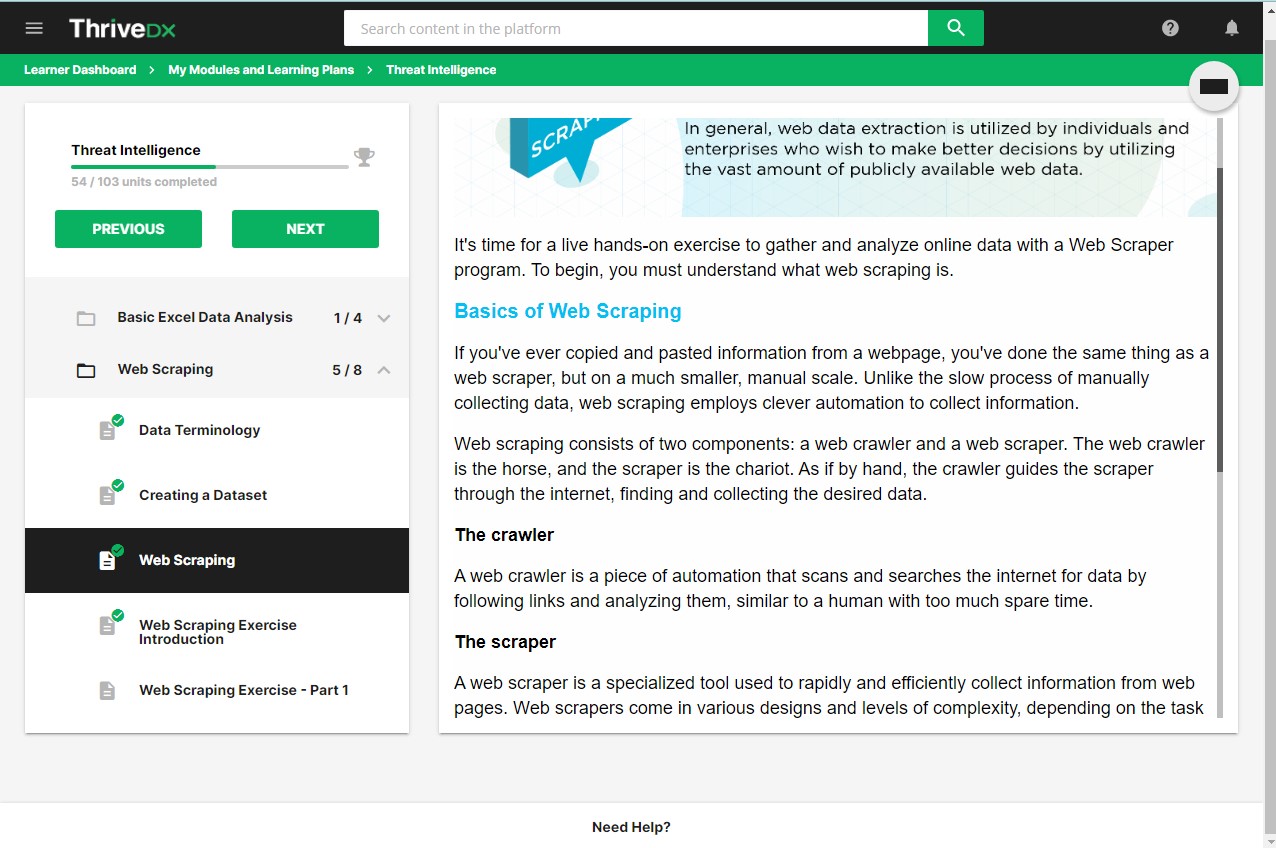 ThriveDX
Search content in the platform
Learner Dashboard > My Modules and Learning Plans > Threat Intelligence
Threat Intelligence
54 / 103 units completed
PREVIOUS
NEXT
Basic Excel Data Analysis 1 / 4
Web Scraping 5 / 8
Data Terminology
Creating a Dataset
Web Scraping
Web Scraping Exercise
Introduction
Web Scraping Exercise - Part 1
In general, web data extraction is utilized by individuals and
enterprises who wish to make better decisions by utilizing
the vast amount of publicly available web data.
It's time for a live hands-on exercise to gather and analyze online data with a Web Scraper
program. To begin, you must understand what web scraping is.
Basics of Web Scraping
If you've ever copied and pasted information from a webpage, you've done the same thing as a
web scraper, but on a much smaller, manual scale. Unlike the slow process of manually
collecting data, web scraping employs clever automation to collect information.
Web scraping consists of two components: a web crawler and a web scraper. The web crawler
is the horse, and the scraper is the chariot. As if by hand, the crawler guides the scraper
through the internet, finding and collecting the desired data.
The crawler
A web crawler is a piece of automation that scans and searches the internet for data by
following links and analyzing them, similar to a human with too much spare time.
The scraper
A web scraper is a specialized tool used to rapidly and efficiently collect information from web
pages. Web scrapers come in various designs and levels of complexity, depending on the task
Need Help?